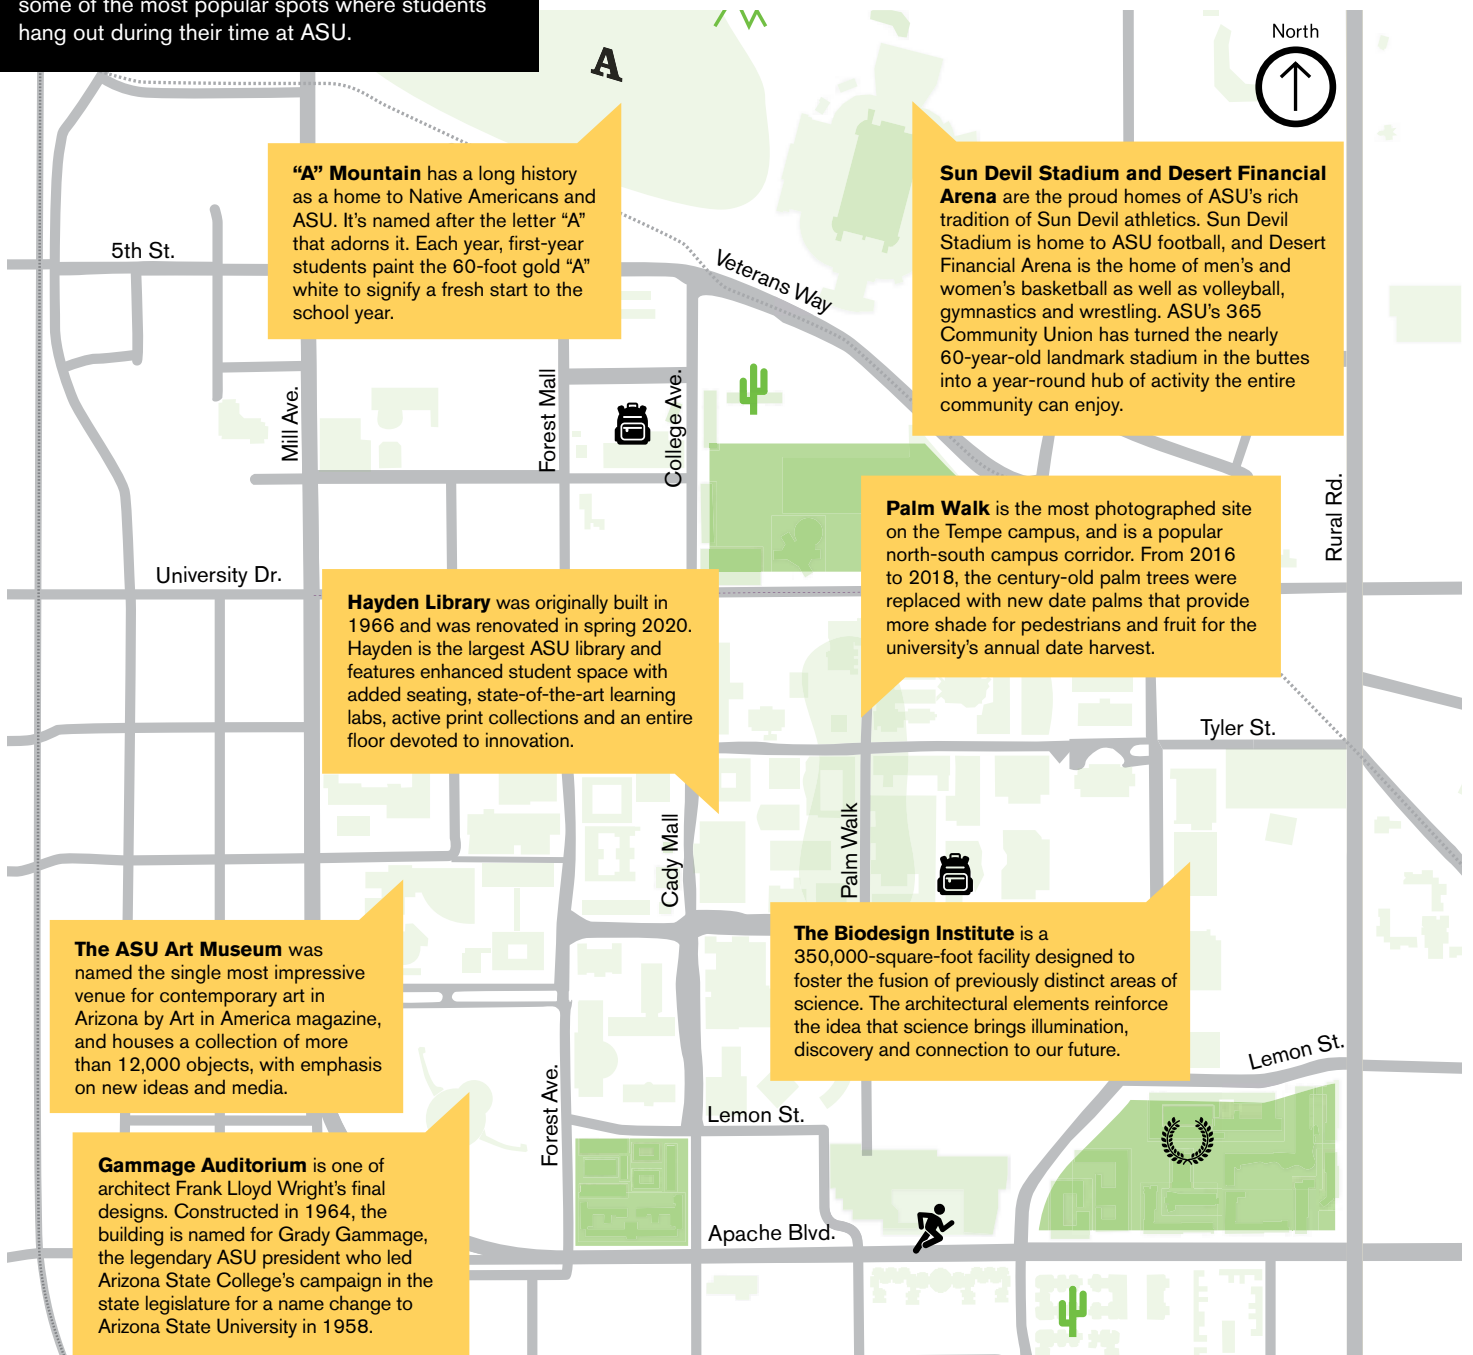 some of the most popular spots where students
hang out during their time at ASU.
A
North
“A” Mountain has a long history
as a home to Native Americans and
ASU. It’s named after the letter “A”
that adorns it. Each year, first-year
students paint the 60-foot gold “A”
white to signify a fresh start to the
school year.
Sun Devil Stadium and Desert Financial
Arena are the proud homes of ASU’s rich
tradition of Sun Devil athletics. Sun Devil
Stadium is home to ASU football, and Desert
Financial Arena is the home of men’s and
women’s basketball as well as volleyball,
gymnastics and wrestling. ASU’s 365
Community Union has turned the nearly
60-year-old landmark stadium in the buttes
into a year-round hub of activity the entire
community can enjoy.
5th St.
Veterans Way
Mill Ave.
Forest Mall
College Ave.
Rural Rd.
Palm Walk is the most photographed site
on the Tempe campus, and is a popular
north-south campus corridor. From 2016
to 2018, the century-old palm trees were
replaced with new date palms that provide
more shade for pedestrians and fruit for the
university’s annual date harvest.
University Dr.
Hayden Library was originally built in
1966 and was renovated in spring 2020.
Hayden is the largest ASU library and
features enhanced student space with
added seating, state-of-the-art learning
labs, active print collections and an entire
floor devoted to innovation.
Tyler St.
Cady Mall
Palm Walk
The ASU Art Museum was
named the single most impressive
venue for contemporary art in
Arizona by Art in America magazine,
and houses a collection of more
than 12,000 objects, with emphasis
on new ideas and media.
The Biodesign Institute is a
350,000-square-foot facility designed to
foster the fusion of previously distinct areas of
science. The architectural elements reinforce
the idea that science brings illumination,
discovery and connection to our future.
Lemon St.
Forest Ave.
Lemon St.
Gammage Auditorium is one of
architect Frank Lloyd Wright’s final
designs. Constructed in 1964, the
building is named for Grady Gammage,
the legendary ASU president who led
Arizona State College’s campaign in the
state legislature for a name change to
Arizona State University in 1958.
Apache Blvd.